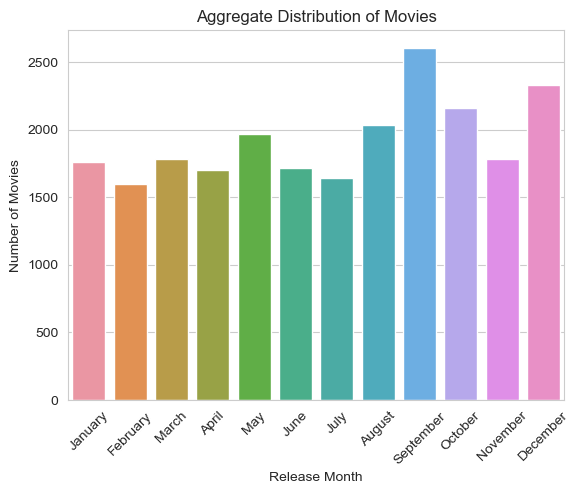 Aggregate Distribution of Movies
Number of Movies
2500
2000
1500
1000
500
0
January
February
March
April
May
June
July
August
September
October
November
December
Release Month